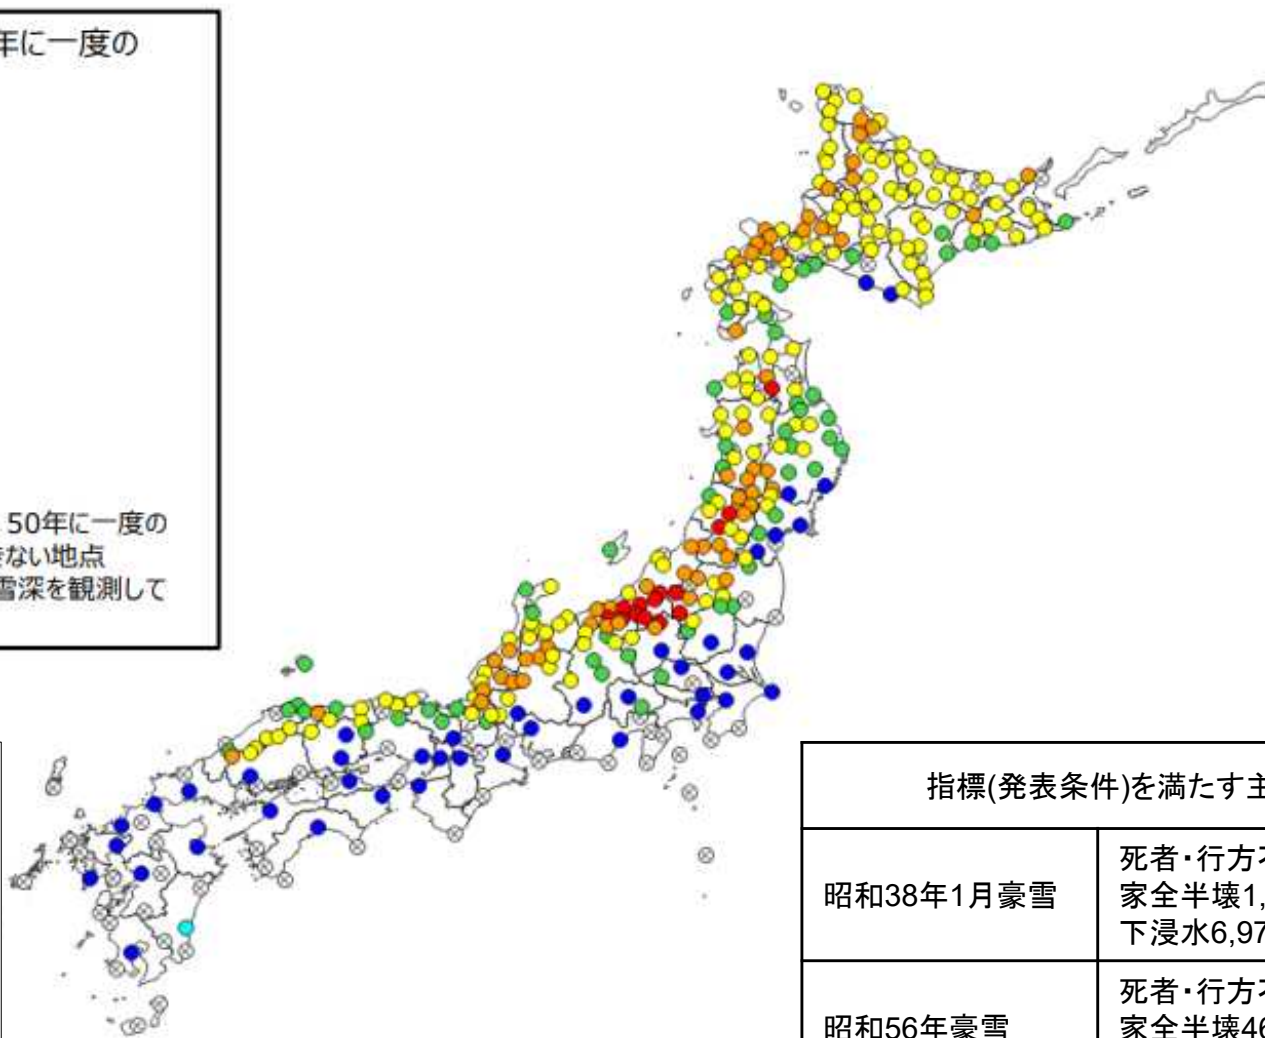 年に一度の
50年に一度の
きない地点
雪深を観測して
指標(発表条件)を満たす主
昭和38年1月豪雪
死者・行方不
家全半壊1,
下浸水6,97
昭和56年豪雪
死者・行方不
家全半壊46